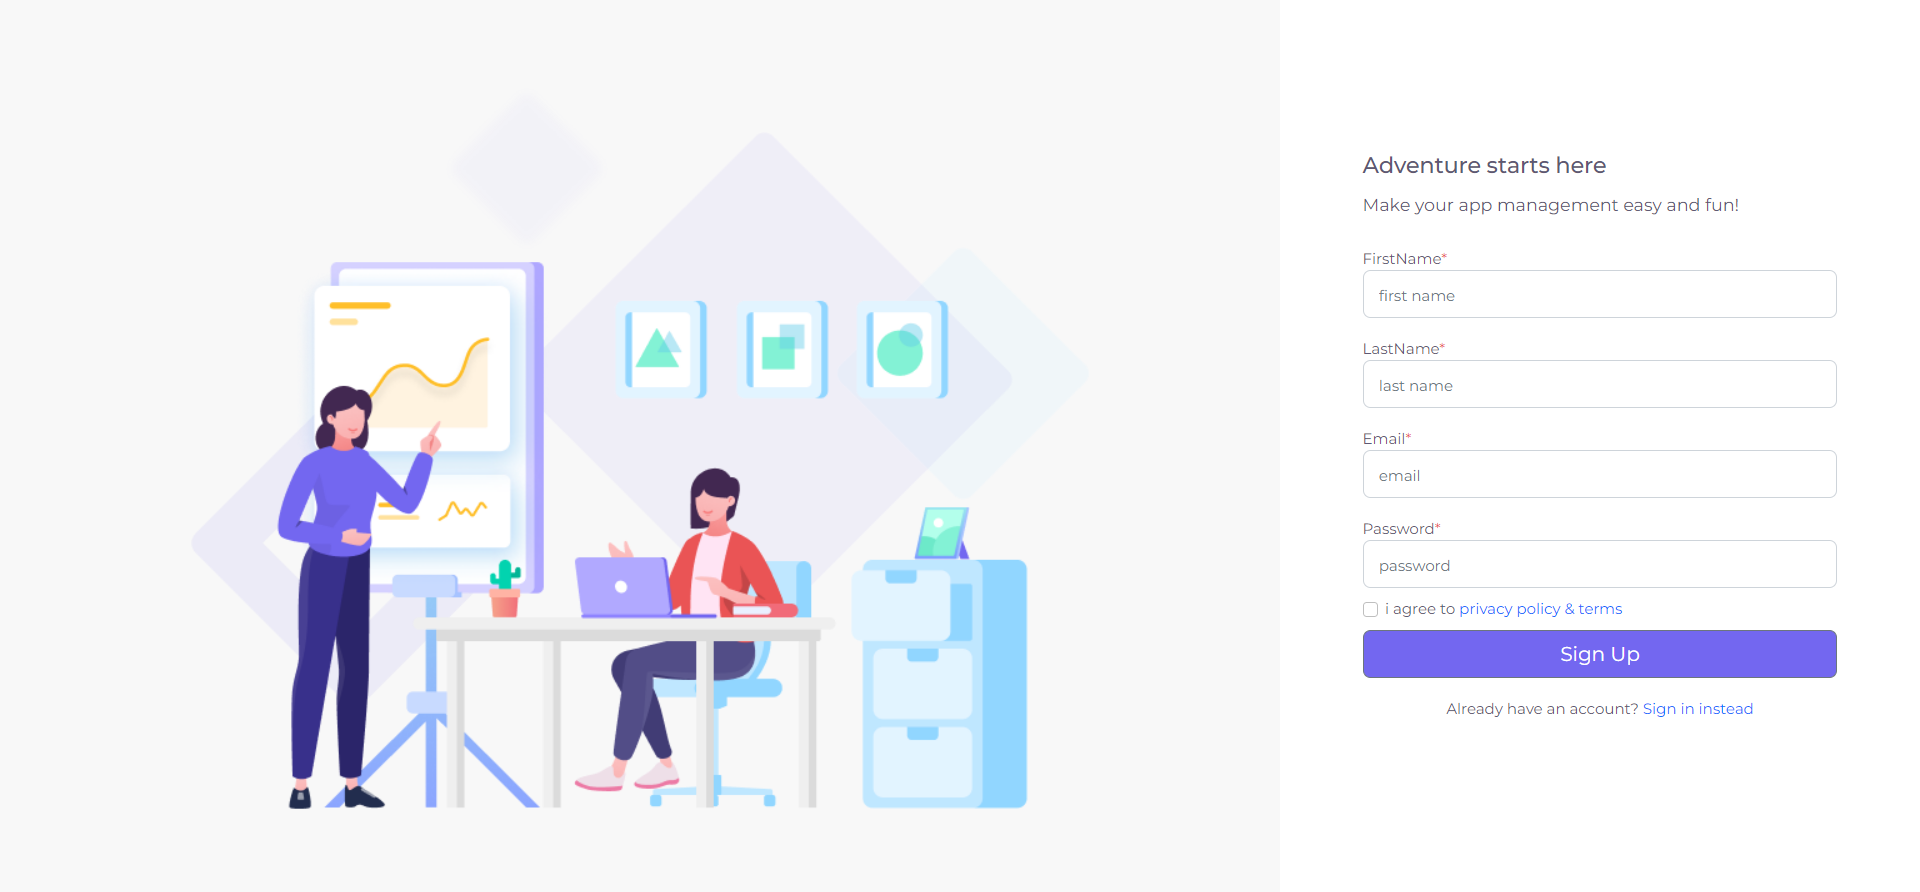 Adventure starts here
Make your app management easy and fun!
FirstName*
first name
LastName*
last name
Email*
email
Password*
password
i agree to privacy policy & terms
Sign Up
Already have an account? Sign in instead